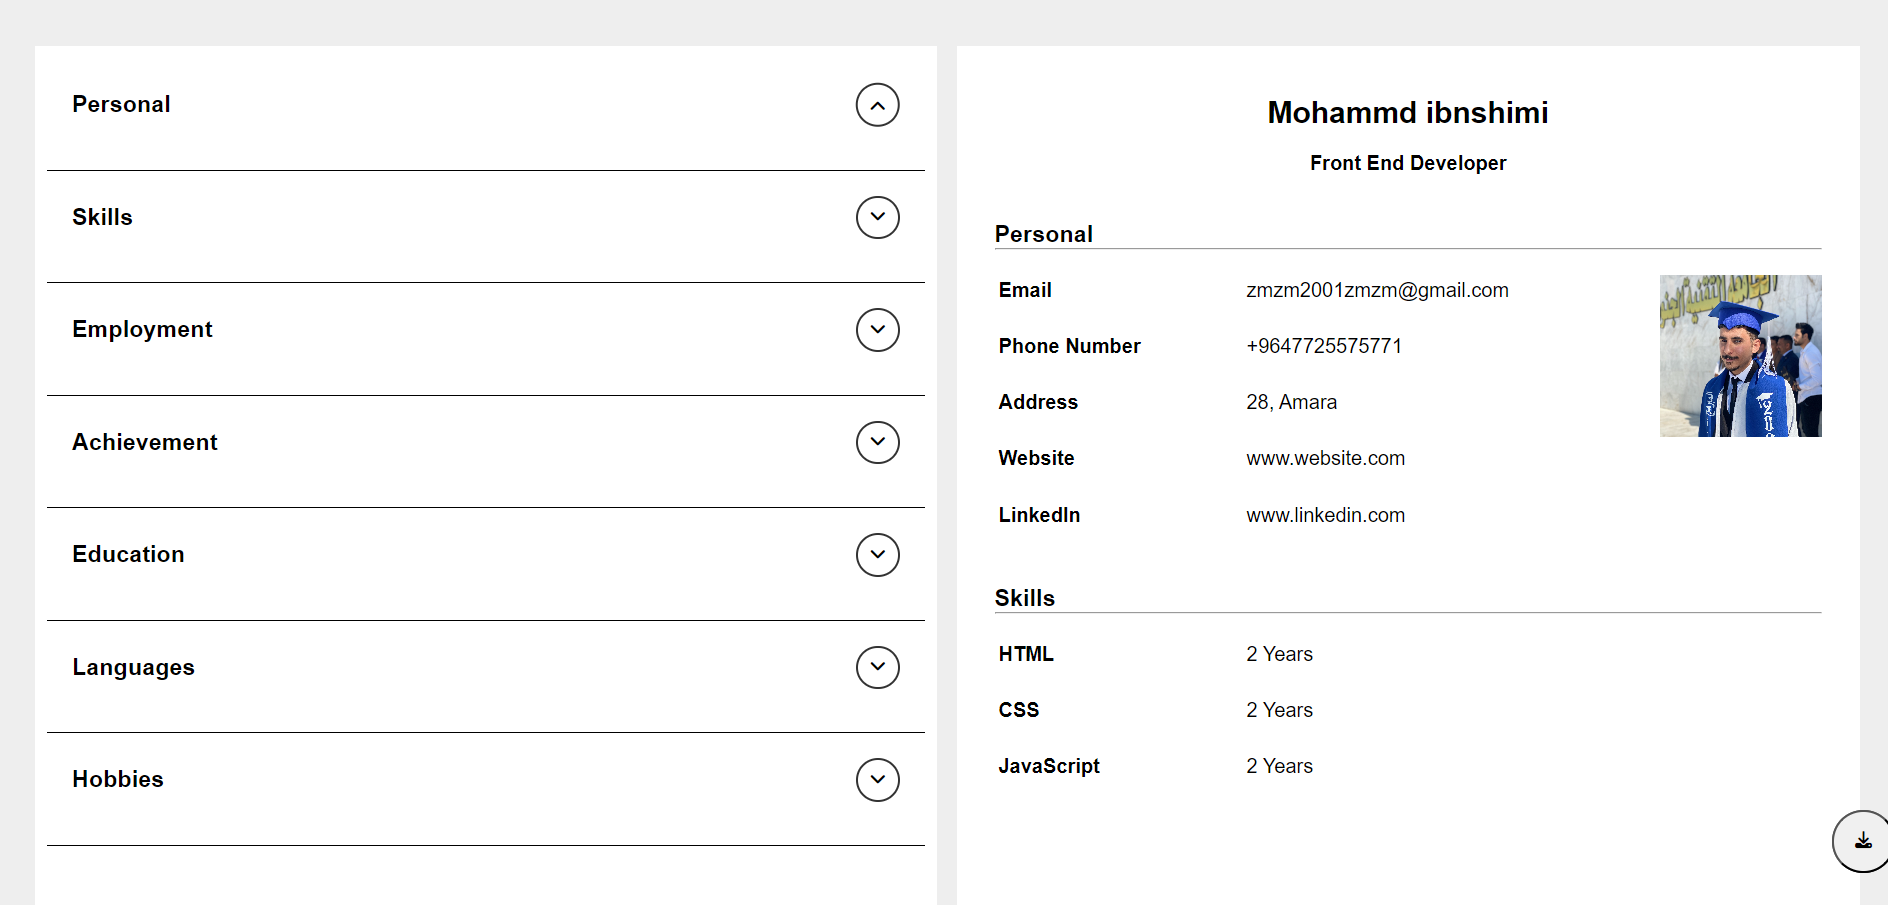 Personal
Skills
Employment
Achievement
Education
Languages
Hobbies
Mohammd ibnshimi
Front End Developer
Personal
Email zmzm2001zmzm@gmail.com
Phone Number +9647725575771
Address 28, Amara
Website www.website.com
LinkedIn www.linkedin.com
Skills
HTML 2 Years
CSS 2 Years
JavaScript 2 Years